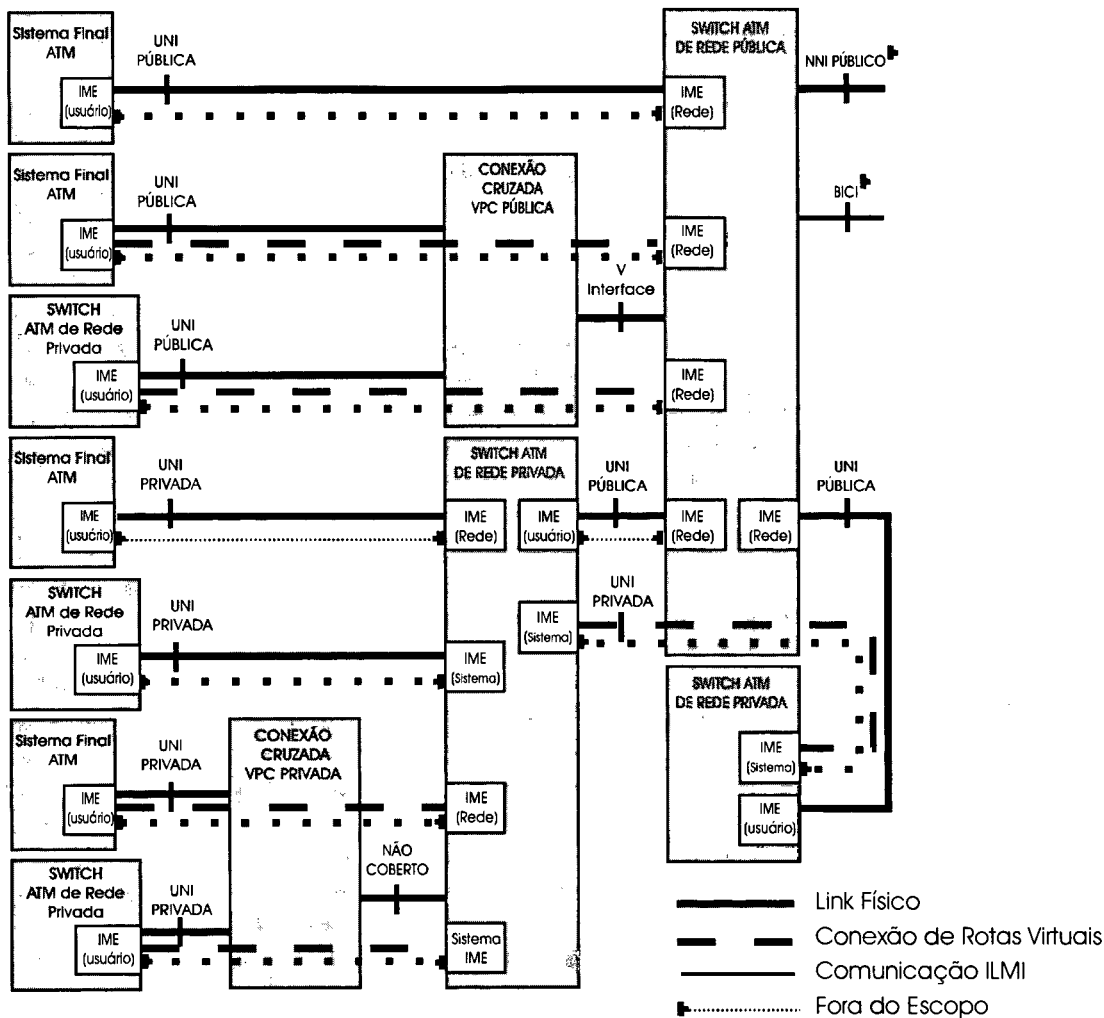 Sistema Final
ATM
IME
(usuário)
UNI
PÚBLICA
SWITCH ATM
DE REDE PÚBLICA
IME
(Rede)
NNI PÚBLICO
Sistema Final
ATM
IME
(usuário)
UNI
PÚBLICA
CONEXÃO
CRUZADA
VPC PÚBLICA
IME
(Rede)
BICI
V
Interface
SWITCH
ATM de Rede
Privada
IME
(usuário)
UNI
PÚBLICA
IME
(Rede)
Sistema Final
ATM
IME
(usuário)
UNI
PRIVADA
SWITCH ATM
DE REDE PRIVADA
IME
(Rede)
IME
(usuário)
UNI
PÚBLICA
IME
(Rede)
IME
(Rede)
UNI
PÚBLICA
SWITCH
ATM de Rede
Privada
IME
(usuário)
UNI
PRIVADA
IME
(Sistema)
IME
(Sistema)
UNI
PRIVADA
SWITCH ATM
DE REDE PRIVADA
IME
(Sistema)
IME
(usuário)
Sistema Final
ATM
IME
(usuário)
UNI
PRIVADA
CONEXÃO
CRUZADA
VPC PRIVADA
IME
(Rede)
NÃO
COBERTO
SWITCH
ATM de Rede
Privada
IME
(usuário)
UNI
PRIVADA
Sistema
IME
Link Físico
Conexão de Rotas Virtuais
Comunicação ILMI
Fora do Escopo